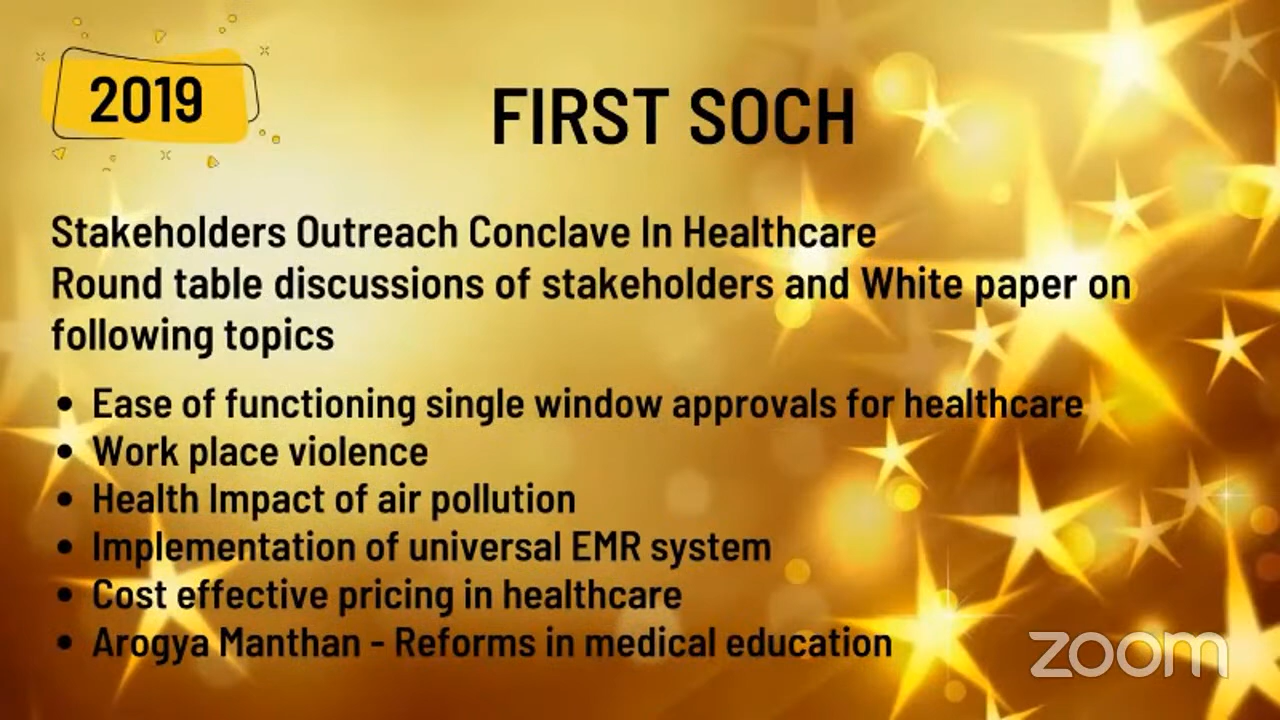 2019
FIRST SOCH
Stakeholders Outreach Conclave In Healthcare
Round table discussions of stakeholders and White paper on
following topics
• Ease of functioning single window approvals for healthcare
• Work place violence
• Health Impact of air pollution
• Implementation of universal EMR system
• Cost effective pricing in healthcare
• Arogya Manthan - Reforms in medical education
zoom